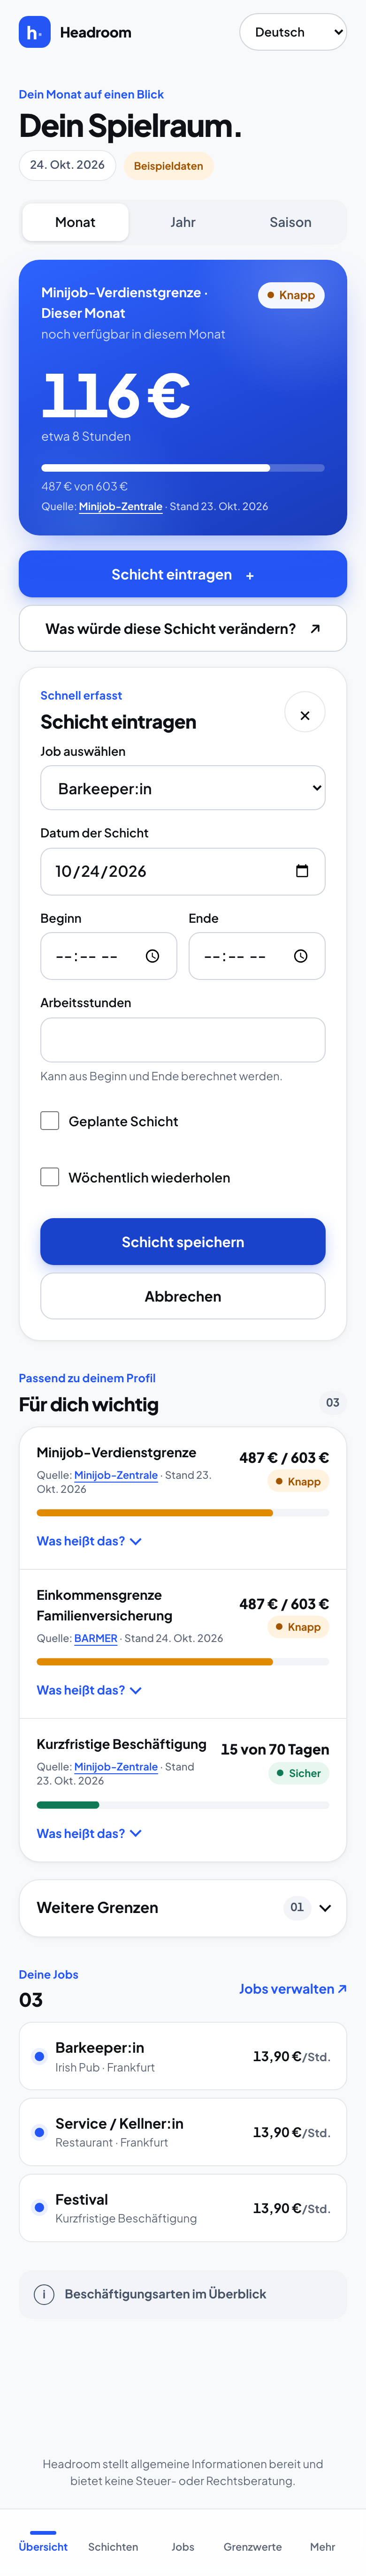 h·
Headroom
Deutsch
Dein Monat auf einen Blick
Dein Spielraum.
24. Okt. 2026
Beispieldaten
Monat
Jahr
Saison
Minijob-Verdienstgrenze ·
Dieser Monat
Knapp
noch verfügbar in diesem Monat
116 €
etwa 8 Stunden
487 € von 603 €
Quelle: Minijob-Zentrale · Stand 23. Okt. 2026
Schicht eintragen +
Was würde diese Schicht verändern? ↗
Schnell erfasst
Schicht eintragen
×
Job auswählen
Barkeeper:in
Datum der Schicht
10/24/2026
Beginn
Ende
--:-- --
--:-- --
Arbeitsstunden
Kann aus Beginn und Ende berechnet werden.
Geplante Schicht
Wöchentlich wiederholen
Schicht speichern
Abbrechen
Passend zu deinem Profil
Für dich wichtig
03
Minijob-Verdienstgrenze
487 € / 603 €
Quelle: Minijob-Zentrale · Stand 23.
Okt. 2026
Knapp
Was heißt das?
Einkommensgrenze
Familienversicherung
487 € / 603 €
Knapp
Quelle: BARMER · Stand 24. Okt. 2026
Was heißt das?
Kurzfristige Beschäftigung
15 von 70 Tagen
Quelle: Minijob-Zentrale · Stand
23. Okt. 2026
Sicher
Was heißt das?
Weitere Grenzen
01
Deine Jobs
03
Jobs verwalten ↗
Barkeeper:in
Irish Pub · Frankfurt
13,90 €/Std.
Service / Kellner:in
Restaurant · Frankfurt
13,90 €/Std.
Festival
Kurzfristige Beschäftigung
13,90 €/Std.
i
Beschäftigungsarten im Überblick
Headroom stellt allgemeine Informationen bereit und
bietet keine Steuer- oder Rechtsberatung.
Übersicht
Schichten
Jobs
Grenzwerte
Mehr